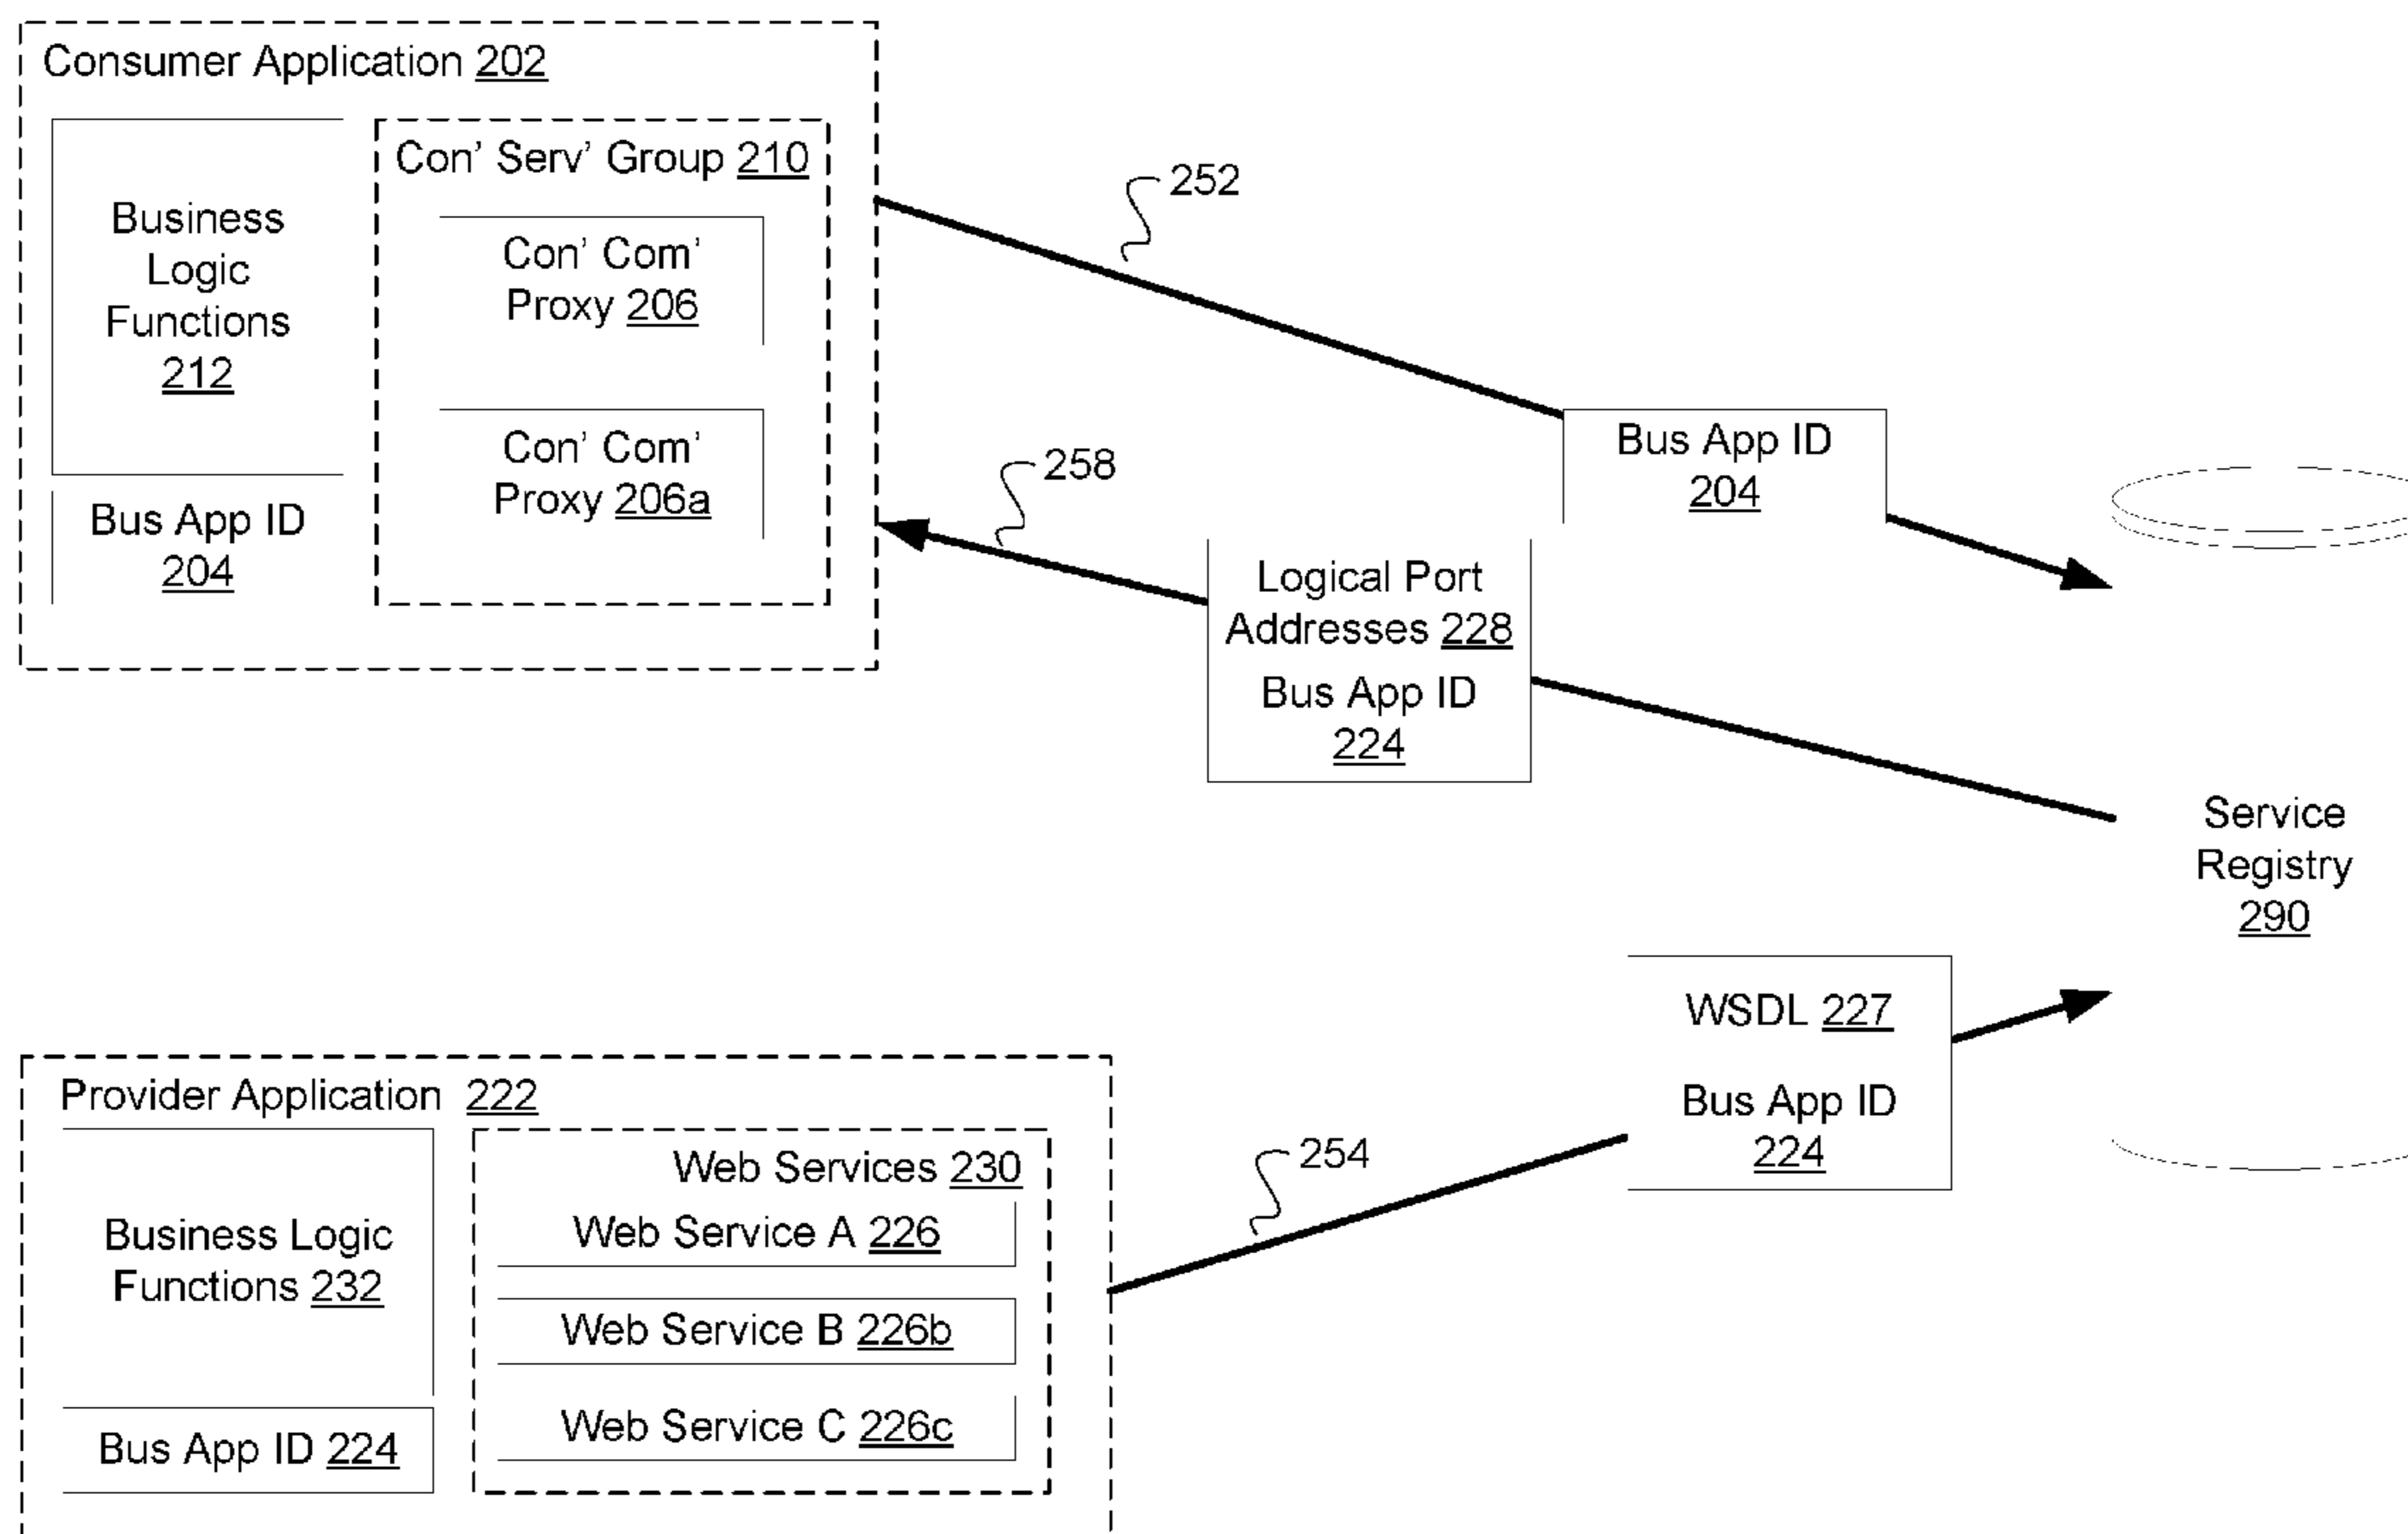 Consumer Application 202
Business
Logic
Functions
212
Bus App ID
204
Con' Serv' Group 210
Con' Com'
Proxy 206
Con' Com'
Proxy 206a
252
Bus App ID
204
258
Logical Port
Addresses 228
Bus App ID
224
Service
Registry
290
WSDL 227
Bus App ID
224
254
Provider Application 222
Business Logic
Functions 232
Bus App ID 224
Web Services 230
Web Service A 226
Web Service B 226b
Web Service C 226c